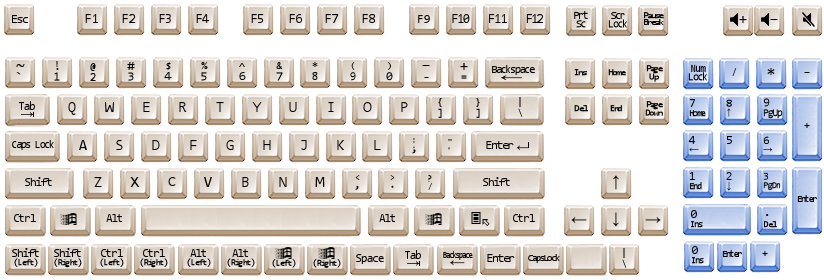 Esc F1 F2 F3 F4 F5 F6 F7 F8 F9 F10 F11 F12 Prt Sc Scr Lock Pause Break + -
~ ` ! 1 @ 2 # 3 $ 4 % 5 ^ 6 & 7 * 8 ( 9 ) 0 _ - + = Backspace ← Ins Home Page Up Num Lock / * -
Tab Q W E R T Y U I O P { [ } ] | \ Del End Page Down 7 Home 8 ↑ 9 PgUp +
Caps Lock A S D F G H J K L : ; " ' Enter ↵ 4 ← 5 6 →
Shift Z X C V B N M < , > . ? / Shift ↑ 1 End 2 ↓ 3 PgDn Enter
Ctrl Alt Alt Ctrl ← ↓ → 0 Ins . Del
Shift (Left) Shift (Right) Ctrl (Left) Ctrl (Right) Alt (Left) Alt (Right) (Left) (Right) Space Tab Backspace ← Enter CapsLock | \ 0 Ins Enter +